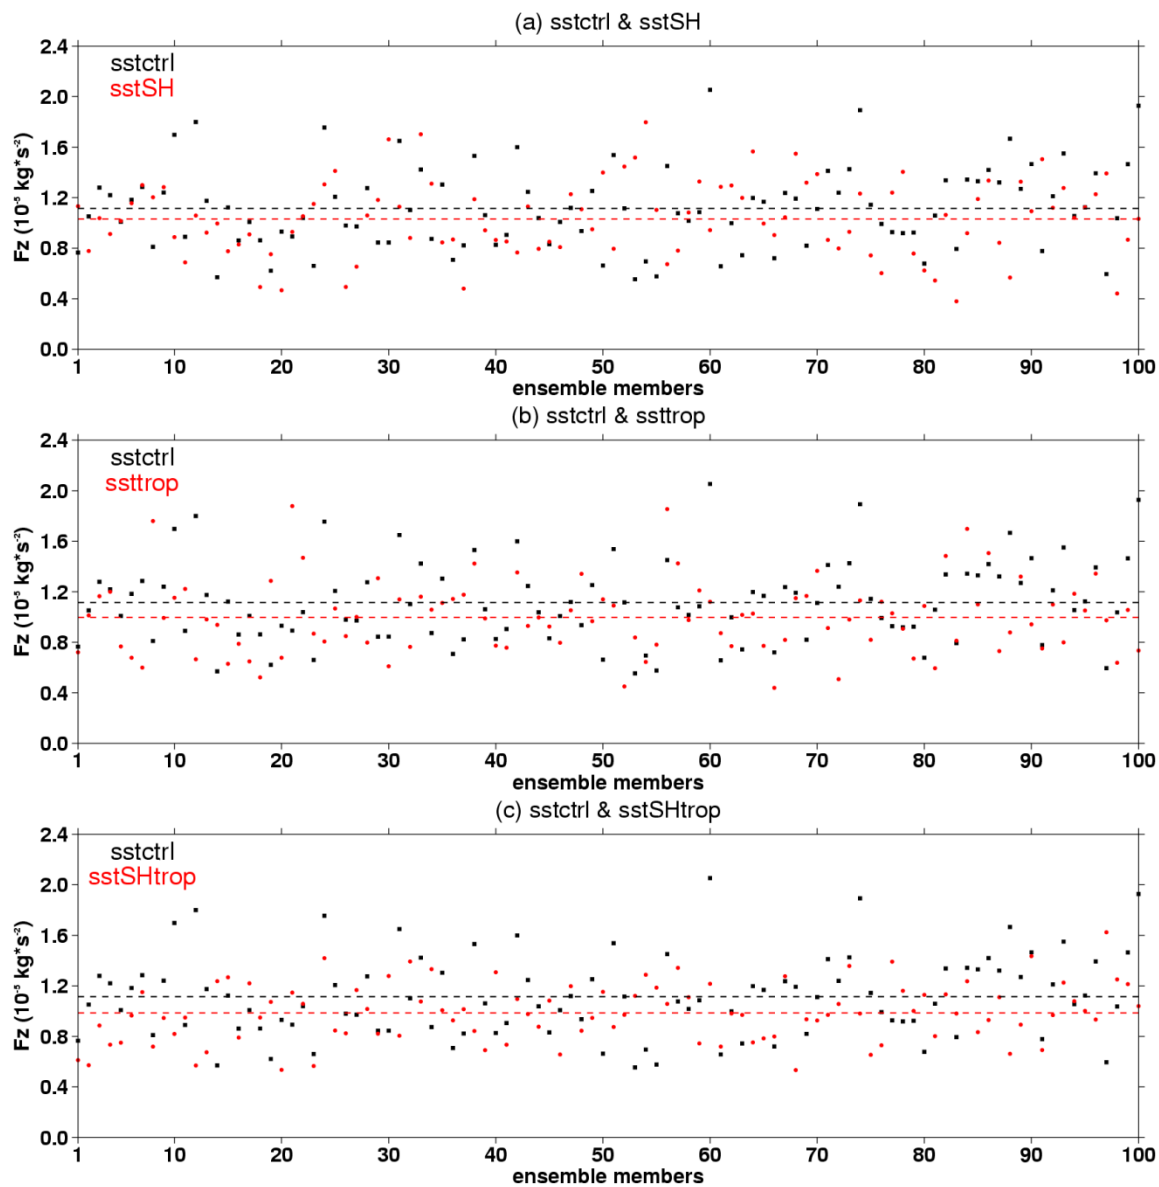 (a) sstctrl & sstSH
2.4
sstctrl
sstSH
2.0
1.6
1.2
0.8
0.4
0.0
Fz (10⁻⁵ kg*s⁻²)
1 10 20 30 40 50 60 70 80 90 100
ensemble members
(b) sstctrl & ssttrop
2.4
sstctrl
ssttrop
2.0
1.6
1.2
0.8
0.4
0.0
Fz (10⁻⁵ kg*s⁻²)
1 10 20 30 40 50 60 70 80 90 100
ensemble members
(c) sstctrl & sstSHtrop
2.4
sstctrl
sstSHtrop
2.0
1.6
1.2
0.8
0.4
0.0
Fz (10⁻⁵ kg*s⁻²)
1 10 20 30 40 50 60 70 80 90 100
ensemble members